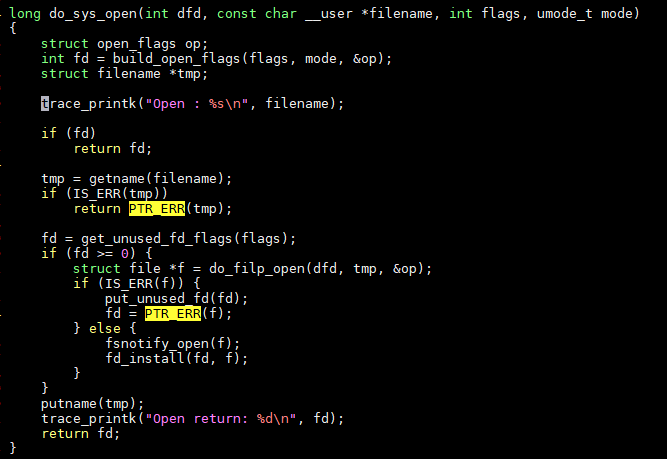 long do_sys_open(int dfd, const char __user *filename, int flags, umode_t mode)
{
    struct open_flags op;
    int fd = build_open_flags(flags, mode, &op);
    struct filename *tmp;

    trace_printk("Open : %s\n", filename);

    if (fd)
        return fd;

    tmp = getname(filename);
    if (IS_ERR(tmp))
        return PTR_ERR(tmp);

    fd = get_unused_fd_flags(flags);
    if (fd >= 0) {
        struct file *f = do_filp_open(dfd, tmp, &op);
        if (IS_ERR(f)) {
            put_unused_fd(fd);
            fd = PTR_ERR(f);
        } else {
            fsnotify_open(f);
            fd_install(fd, f);
        }
    }
    putname(tmp);
    trace_printk("Open return: %d\n", fd);
    return fd;
}